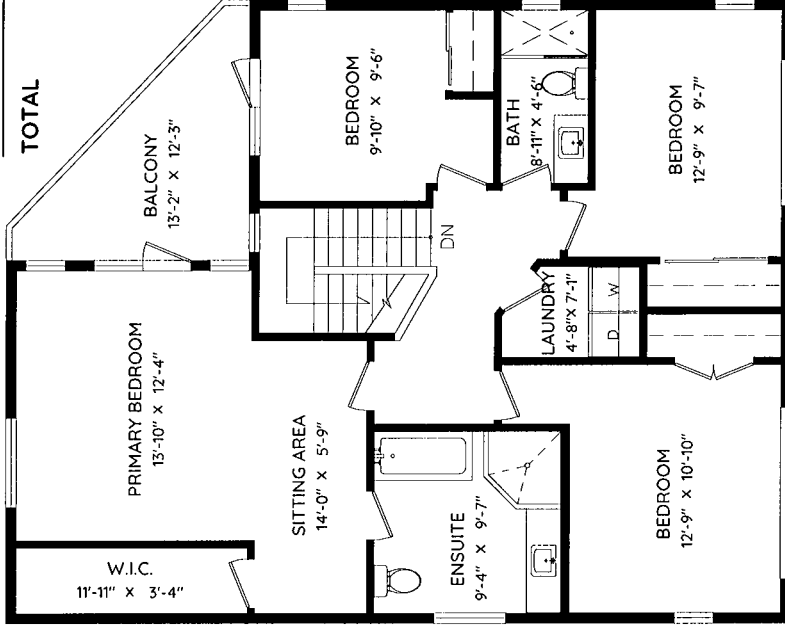 TOTAL
BALCONY
13'-2" X 12'-3"
BEDROOM
9'-10" X 9'-6"
BATH
8'-11" X 4'-6"
BEDROOM
12'-9" X 9'-7"
DN
LAUNDRY
4'-8"X 7'-1"
W
D
PRIMARY BEDROOM
13'-10" X 12'-4"
SITTING AREA
14'-0" X 5'-9"
W.I.C.
11'-11" X 3'-4"
ENSUITE
9'-4" X 9'-7"
BEDROOM
12'-9" X 10'-10"